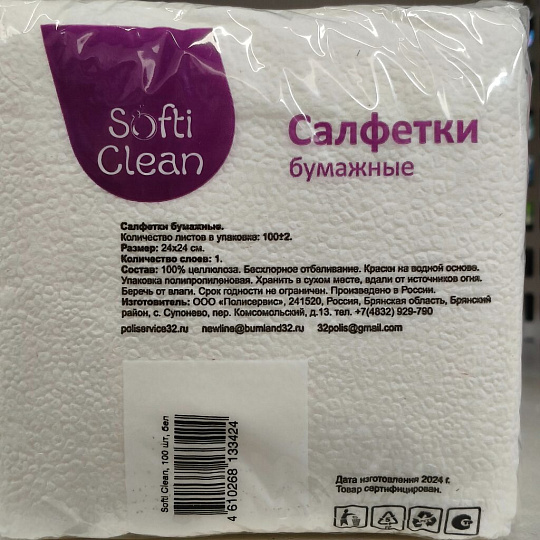 Softi
Clean
Салфетки
бумажные
Салфетки бумажные.
Количество листов в упаковке: 100±2.
Размер: 24х24 см.
Количество слоев: 1.
Состав: 100% целлюлоза. Бесхлорное отбеливание. Краски на водной основе.
Упаковка полипропиленовая. Хранить в сухом месте, вдали от источников огня.
Беречь от влаги. Срок годности не ограничен. Произведено в России.
Изготовитель: ООО «Полисервис», 241520, Россия, Брянская область, Брянский
район, с. Супонево, пер. Комсомольский, д.13. тел. +7(4832) 929-790
poliservice32.ru newline@bumland32.ru 32polis@gmail.com
Softi Clean, 100 шт, бел
4 610268 133424
Дата изготовления 2024 г.
Товар сертифицирован.